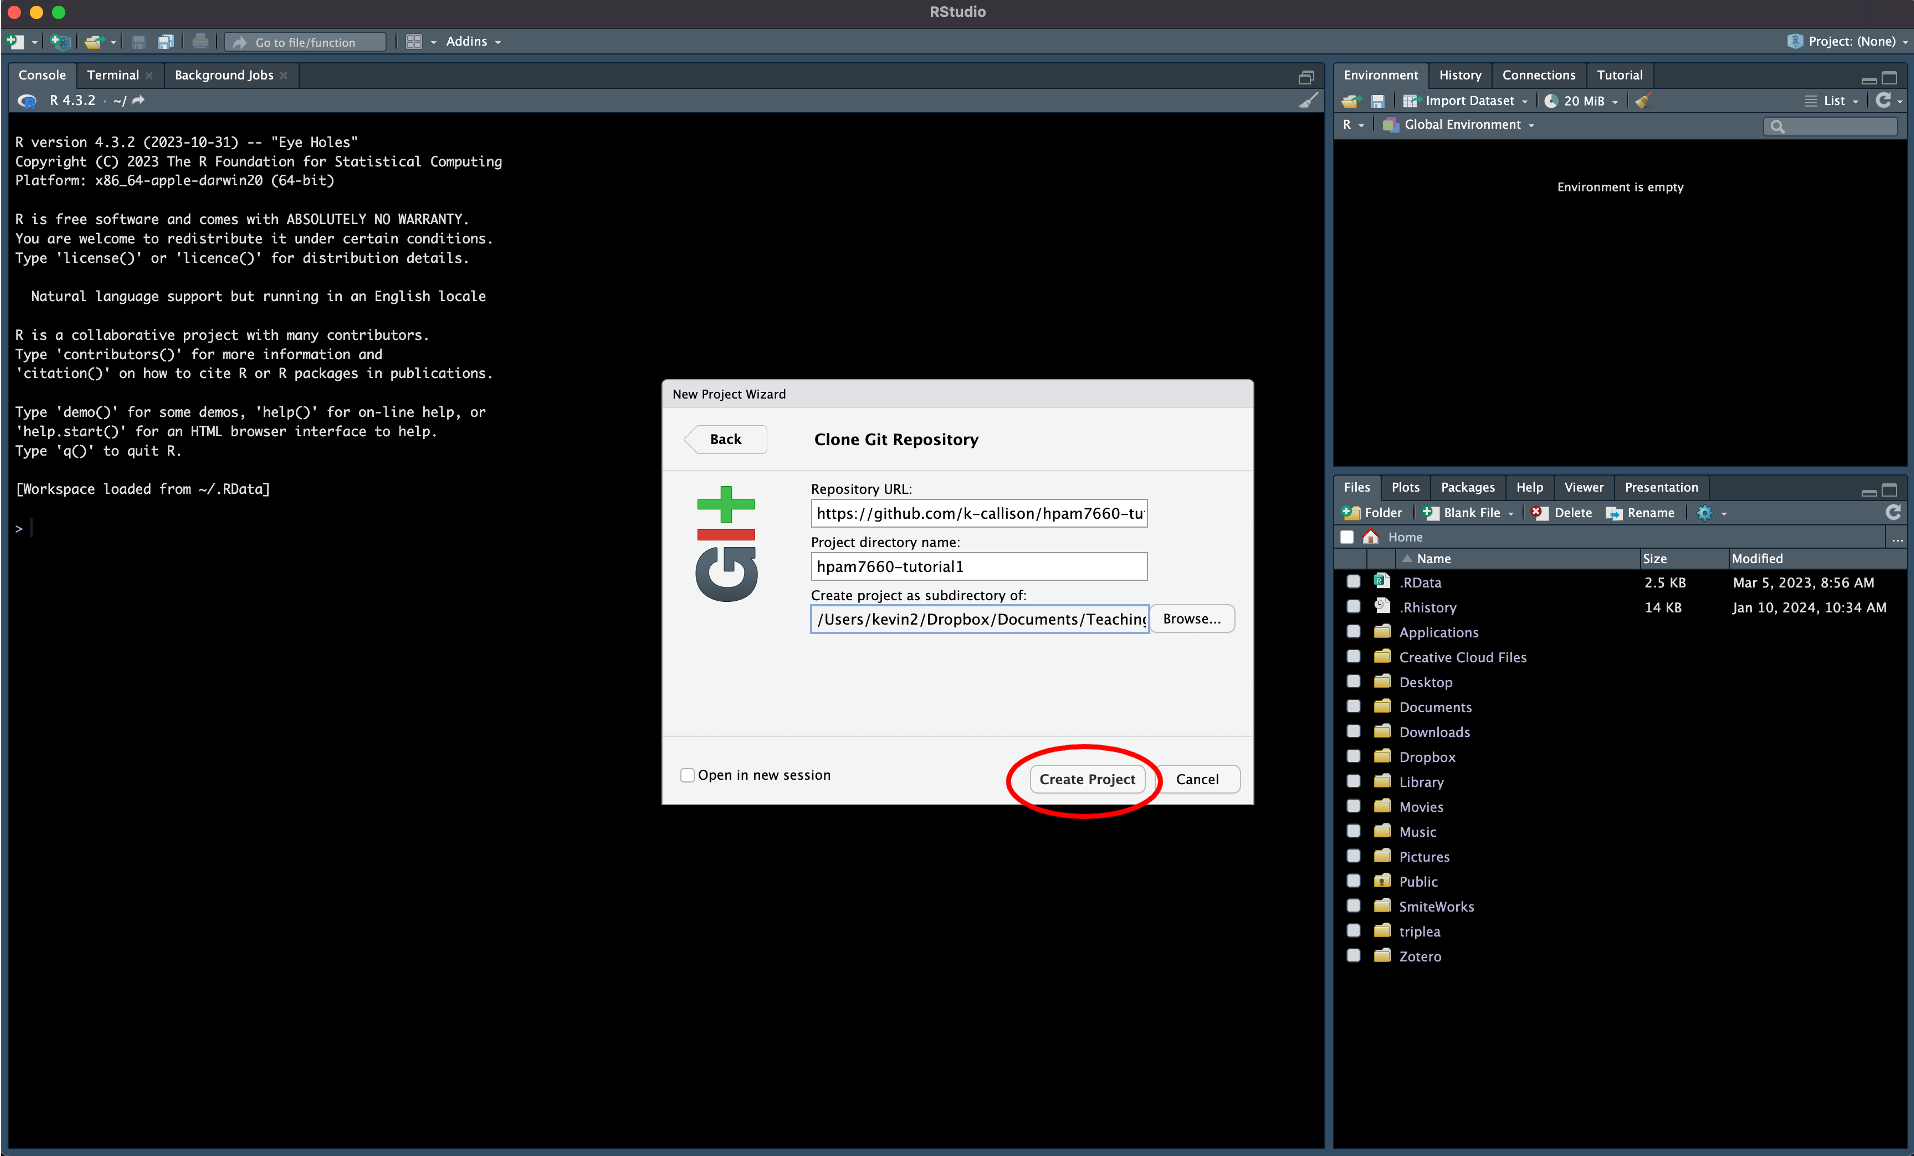 RStudio
Go to file/function
Addins
Project: (None)
Console Terminal Background Jobs
R 4.3.2 · ~/
R version 4.3.2 (2023-10-31) -- "Eye Holes"
Copyright (C) 2023 The R Foundation for Statistical Computing
Platform: x86_64-apple-darwin20 (64-bit)
R is free software and comes with ABSOLUTELY NO WARRANTY.
You are welcome to redistribute it under certain conditions.
Type 'license()' or 'licence()' for distribution details.
Natural language support but running in an English locale
R is a collaborative project with many contributors.
Type 'contributors()' for more information and
'citation()' on how to cite R or R packages in publications.
Type 'demo()' for some demos, 'help()' for on-line help, or
'help.start()' for an HTML browser interface to help.
Type 'q()' to quit R.
[Workspace loaded from ~/.RData]
>
New Project Wizard
Back
Clone Git Repository
GIt
Repository URL:
https://github.com/k-callison/hpam7660-tu
Project directory name:
hpam7660-tutorial1
Create project as subdirectory of:
/Users/kevin2/Dropbox/Documents/Teaching
Browse...
Open in new session
Create Project
Cancel
Environment History Connections Tutorial
Import Dataset 20 MiB List
R Global Environment
Environment is empty
Files Plots Packages Help Viewer Presentation
Folder Blank File Delete Rename
Home ...
Name Size Modified
.RData 2.5 KB Mar 5, 2023, 8:56 AM
.Rhistory 14 KB Jan 10, 2024, 10:34 AM
Applications
Creative Cloud Files
Desktop
Documents
Downloads
Dropbox
Library
Movies
Music
Pictures
Public
SmiteWorks
triplea
Zotero